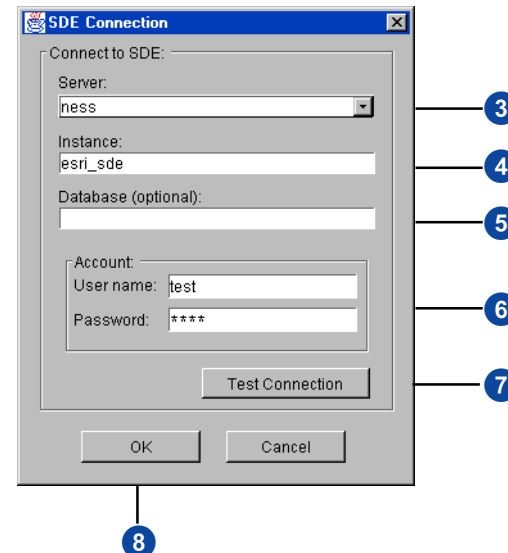 SDE Connection
Connect to SDE:
Server:
ness
3
Instance:
esri_sde
4
Database (optional):
5
Account:
User name: test
Password: ****
6
Test Connection
7
OK Cancel
8